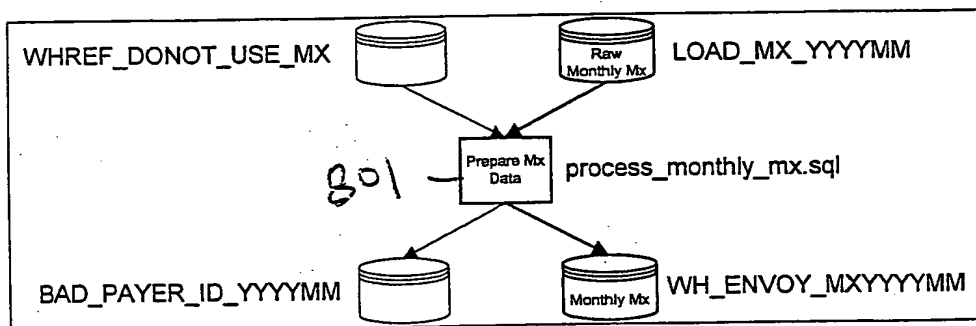 WHREF_DONOT_USE_MX
Raw
Monthly Mx
LOAD_MX_YYYYMM
Prepare Mx
Data
process_monthly_mx.sql
801
BAD_PAYER_ID_YYYYMM
Monthly Mx
WH_ENVOY_MXYYYYMM